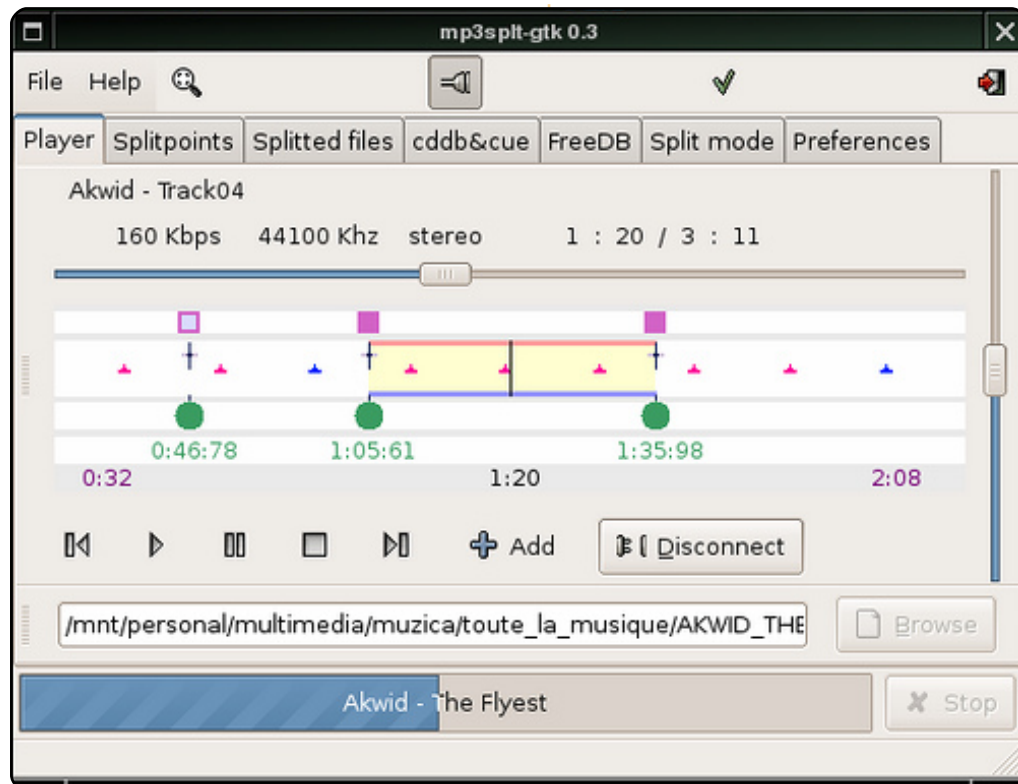 mp3splt-gtk 0.3
File Help
Player Splitpoints Splitted files cddb&cue FreeDB Split mode Preferences
Akwid - Track04
160 Kbps 44100 Khz stereo 1 : 20 / 3 : 11
0:46:78 1:05:61 1:35:98
0:32 1:20 2:08
Add Disconnect
/mnt/personal/multimedia/muzica/toute_la_musique/AKWID_THE Browse
Akwid - The Flyest Stop